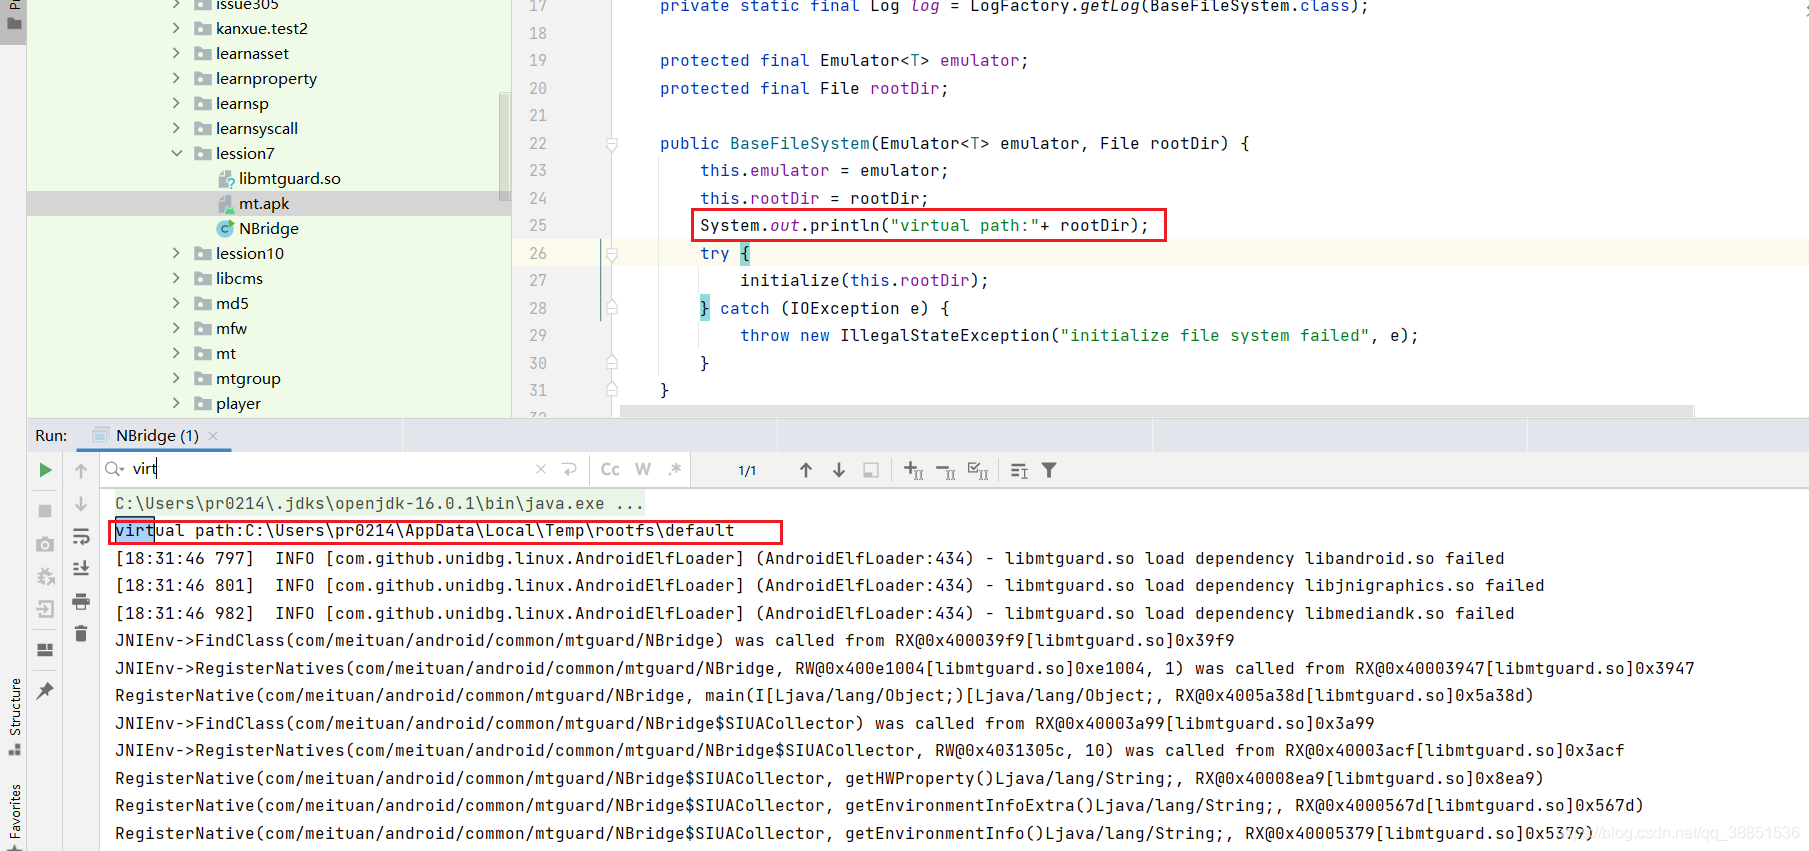 issue305
kanxue.test2
learnasset
learnproperty
learnsp
learnsyscall
lession7
libmtguard.so
mt.apk
NBridge
lession10
libcms
md5
mfw
mt
mtgroup
player
17 private static final Log log = LogFactory.getLog(BaseFileSystem.class);
18
19 protected final Emulator<T> emulator;
20 protected final File rootDir;
21
22 public BaseFileSystem(Emulator<T> emulator, File rootDir) {
23 this.emulator = emulator;
24 this.rootDir = rootDir;
25 System.out.println("virtual path:"+ rootDir);
26 try {
27 initialize(this.rootDir);
28 } catch (IOException e) {
29 throw new IllegalStateException("initialize file system failed", e);
30 }
31 }
32
Run: NBridge (1)
virt
Cc W .*
1/1
C:\Users\pr0214\.jdks\openjdk-16.0.1\bin\java.exe ...
virtual path:C:\Users\pr0214\AppData\Local\Temp\rootfs\default
[18:31:46 797]  INFO [com.github.unidbg.linux.AndroidElfLoader] (AndroidElfLoader:434) - libmtguard.so load dependency libandroid.so failed
[18:31:46 801]  INFO [com.github.unidbg.linux.AndroidElfLoader] (AndroidElfLoader:434) - libmtguard.so load dependency libjnigraphics.so failed
[18:31:46 982]  INFO [com.github.unidbg.linux.AndroidElfLoader] (AndroidElfLoader:434) - libmtguard.so load dependency libmediandk.so failed
JNIEnv->FindClass(com/meituan/android/common/mtguard/NBridge) was called from RX@0x400039f9[libmtguard.so]0x39f9
JNIEnv->RegisterNatives(com/meituan/android/common/mtguard/NBridge, RW@0x400e1004[libmtguard.so]0xe1004, 1) was called from RX@0x40003947[libmtguard.so]0x3947
RegisterNative(com/meituan/android/common/mtguard/NBridge, main(I[Ljava/lang/Object;)[Ljava/lang/Object;, RX@0x4005a38d[libmtguard.so]0x5a38d)
JNIEnv->FindClass(com/meituan/android/common/mtguard/NBridge$SIUACollector) was called from RX@0x40003a99[libmtguard.so]0x3a99
JNIEnv->RegisterNatives(com/meituan/android/common/mtguard/NBridge$SIUACollector, RW@0x4031305c, 10) was called from RX@0x40003acf[libmtguard.so]0x3acf
RegisterNative(com/meituan/android/common/mtguard/NBridge$SIUACollector, getHWProperty()Ljava/lang/String;, RX@0x40008ea9[libmtguard.so]0x8ea9)
RegisterNative(com/meituan/android/common/mtguard/NBridge$SIUACollector, getEnvironmentInfoExtra()Ljava/lang/String;, RX@0x4000567d[libmtguard.so]0x567d)
RegisterNative(com/meituan/android/common/mtguard/NBridge$SIUACollector, getEnvironmentInfo()Ljava/lang/String;, RX@0x40005379[libmtguard.so]0x5379)
Structure
Favorites
blog.csdn.net/qq_38851536